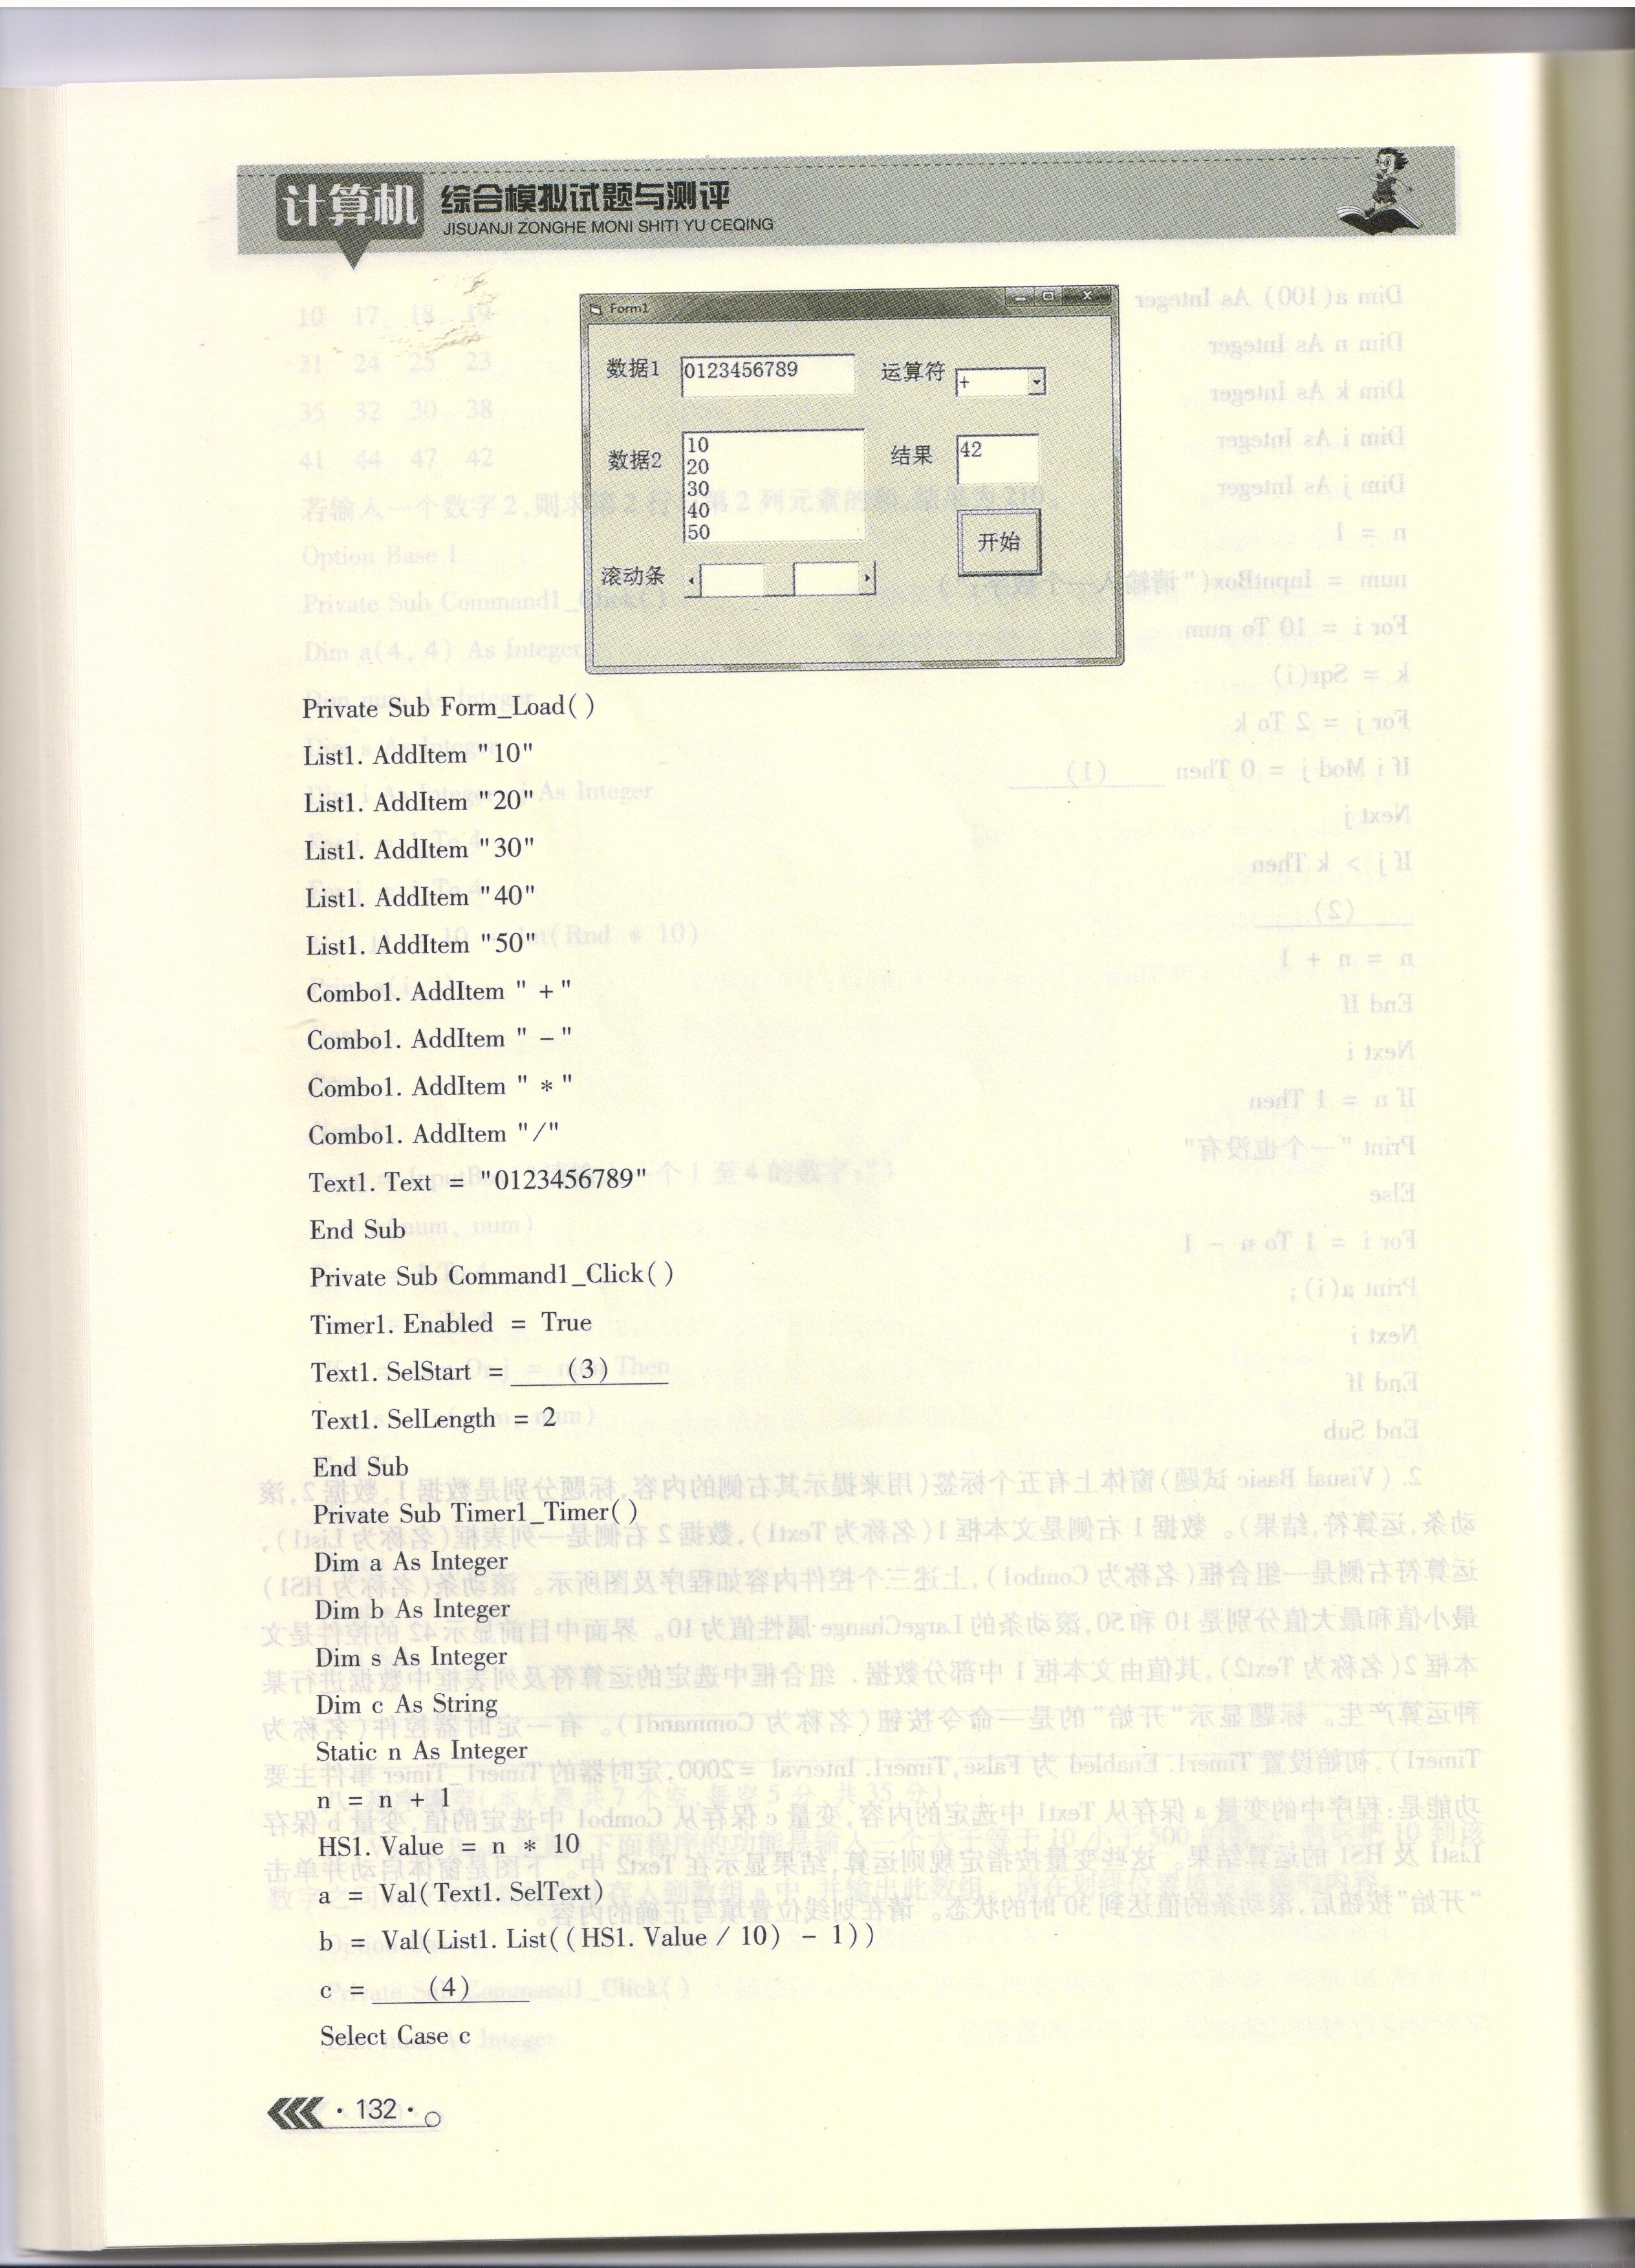 计算机 综合模拟试题与测评
JISUANJI ZONGHE MONI SHITI YU CEQING
Form1
数据1 0123456789 运算符 +
数据2
10
20
30
40
50
结果 42
开始
滚动条
Private Sub Form_Load( )
List1. AddItem "10"
List1. AddItem "20"
List1. AddItem "30"
List1. AddItem "40"
List1. AddItem "50"
Combo1. AddItem " + "
Combo1. AddItem " - "
Combo1. AddItem " * "
Combo1. AddItem "/"
Text1. Text = "0123456789"
End Sub
Private Sub Command1_Click( )
Timer1. Enabled = True
Text1. SelStart = (3)
Text1. SelLength = 2
End Sub
Private Sub Timer1_Timer( )
Dim a As Integer
Dim b As Integer
Dim s As Integer
Dim c As String
Static n As Integer
n = n + 1
HS1. Value = n * 10
a = Val(Text1. SelText)
b = Val(List1. List((HS1. Value / 10) - 1))
c = (4)
Select Case c
· 132 ·